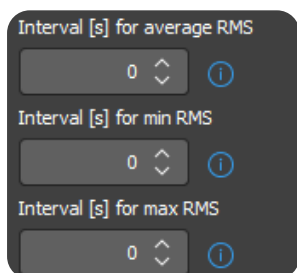 Interval [s] for average RMS
0
Interval [s] for min RMS
0
Interval [s] for max RMS
0